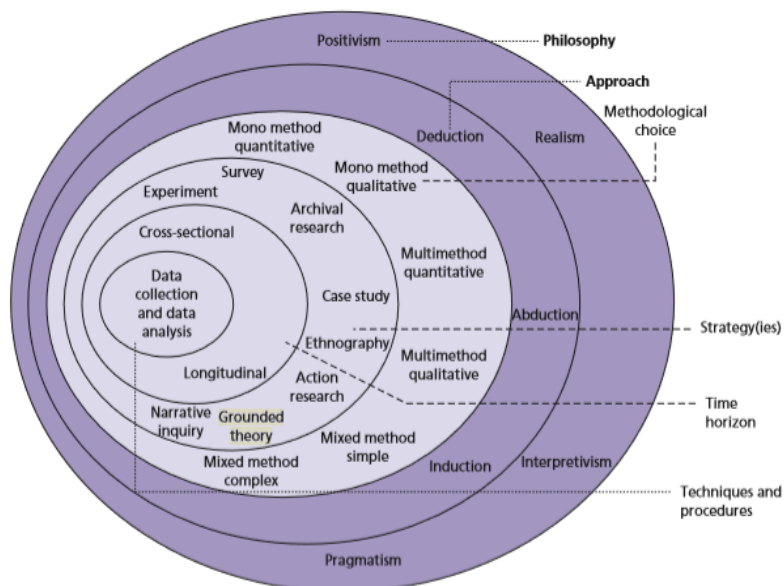 Positivism
Philosophy
Approach
Methodological
choice
Mono method
quantitative
Deduction
Realism
Survey
Mono method
qualitative
Experiment
Archival
research
Cross-sectional
Multimethod
quantitative
Data
collection
and data
analysis
Case study
Abduction
Strategy(ies)
Ethnography
Multimethod
qualitative
Longitudinal
Action
research
Time
horizon
Narrative
inquiry
Grounded
theory
Mixed method
simple
Mixed method
complex
Induction
Interpretivism
Techniques and
procedures
Pragmatism